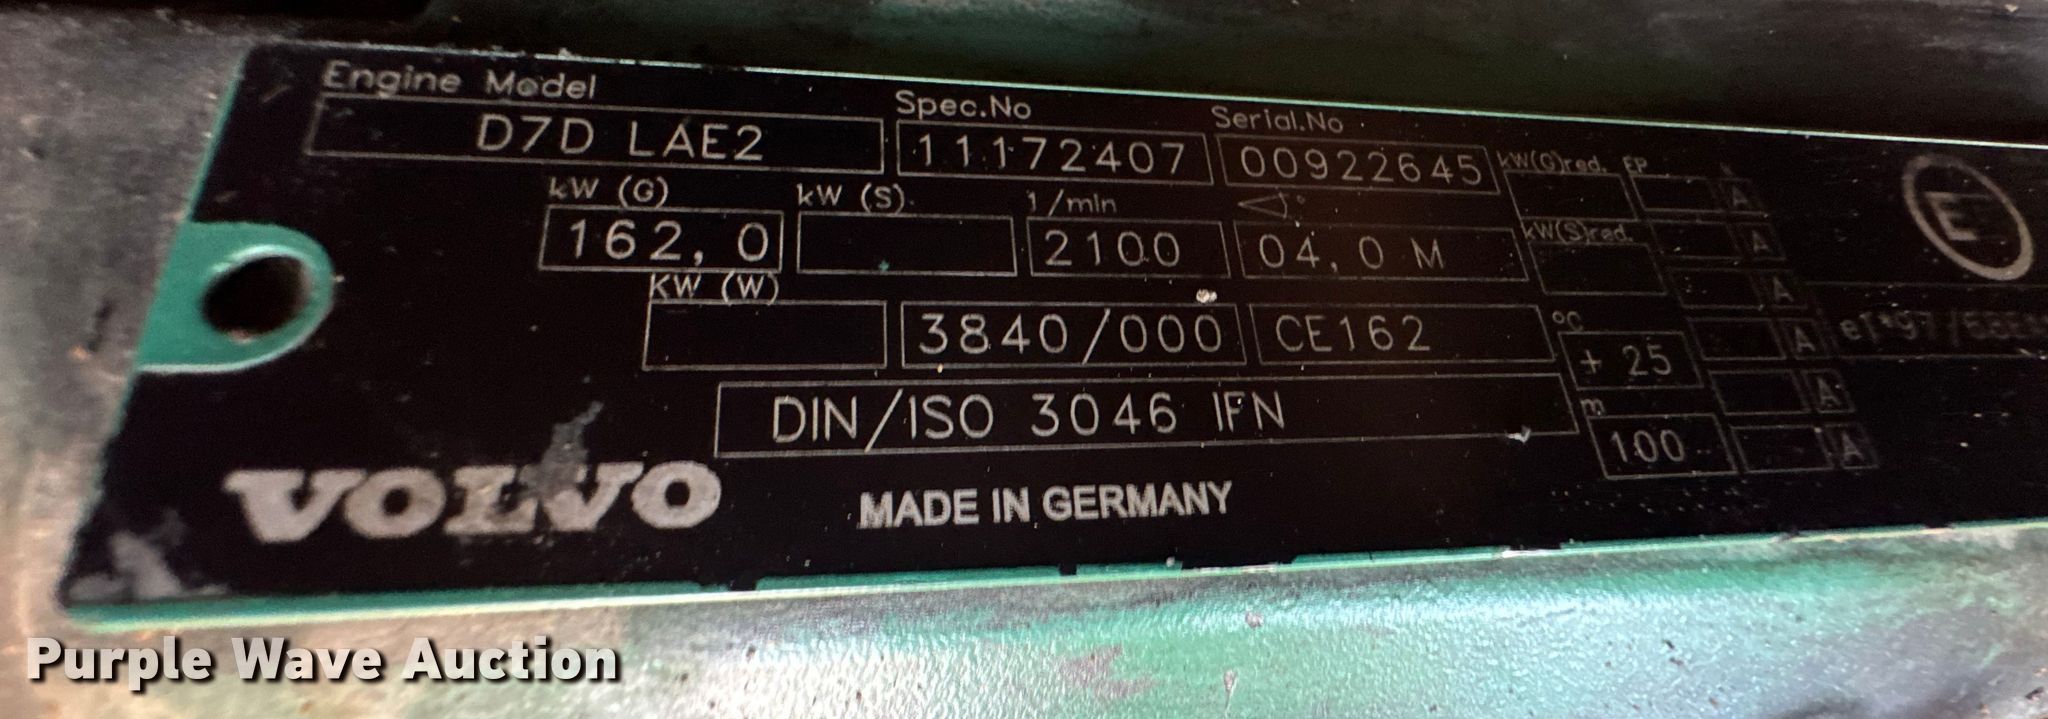 Engine Model Spec.No Serial.No
D7D LAE2 11172407 00922645 kW(G)red. EP
kW (G) kW (S) 1/min ° A
162,0 2100 04,0 M kW(S)red. A
KW (W) A
3840/000 CE162 °C A
+ 25
DIN/ISO 3046 IFN m A
100 A
E
VOLVO MADE IN GERMANY
Purple Wave Auction